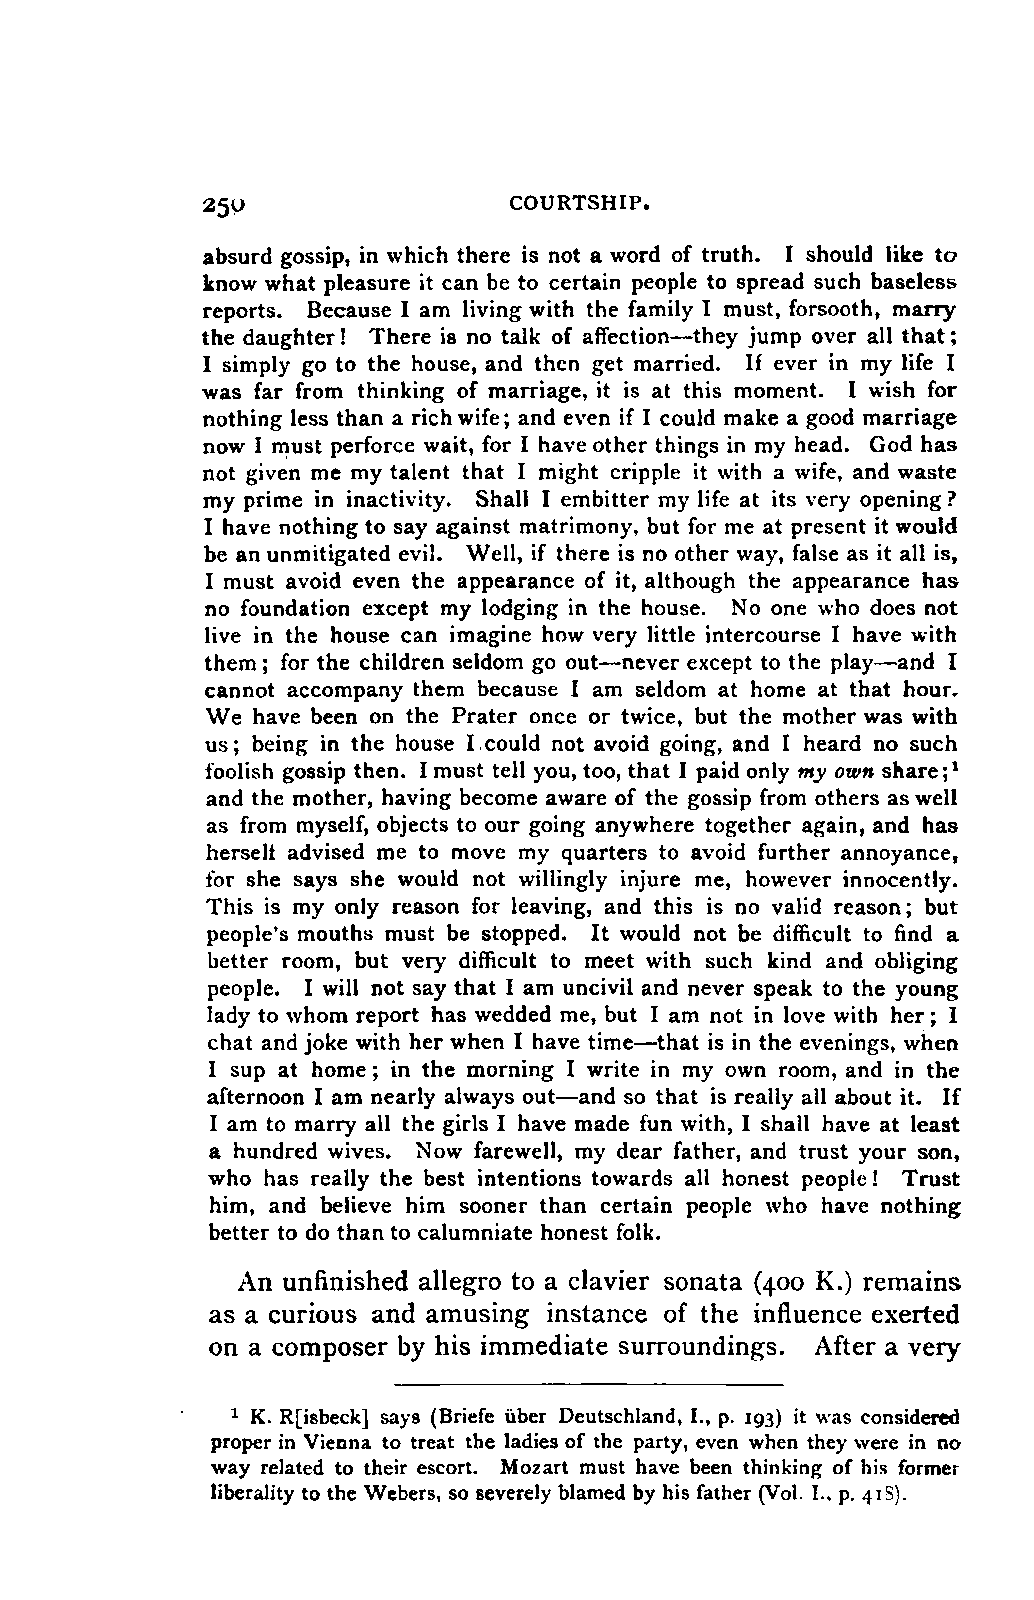 250 COURTSHIP.
absurd gossip, in which there is not a word of truth. I should like to
know what pleasure it can be to certain people to spread such baseless
reports. Because I am living with the family I must, forsooth, marry
the daughter! There is no talk of affection—they jump over all that;
I simply go to the house, and then get married. If ever in my life I
was far from thinking of marriage, it is at this moment. I wish for
nothing less than a rich wife; and even if I could make a good marriage
now I must perforce wait, for I have other things in my head. God has
not given me my talent that I might cripple it with a wife, and waste
my prime in inactivity. Shall I embitter my life at its very opening?
I have nothing to say against matrimony, but for me at present it would
be an unmitigated evil. Well, if there is no other way, false as it all is,
I must avoid even the appearance of it, although the appearance has
no foundation except my lodging in the house. No one who does not
live in the house can imagine how very little intercourse I have with
them; for the children seldom go out—never except to the play—and I
cannot accompany them because I am seldom at home at that hour.
We have been on the Prater once or twice, but the mother was with
us; being in the house I could not avoid going, and I heard no such
foolish gossip then. I must tell you, too, that I paid only my own share;¹
and the mother, having become aware of the gossip from others as well
as from myself, objects to our going anywhere together again, and has
herself advised me to move my quarters to avoid further annoyance,
for she says she would not willingly injure me, however innocently.
This is my only reason for leaving, and this is no valid reason; but
people's mouths must be stopped. It would not be difficult to find a
better room, but very difficult to meet with such kind and obliging
people. I will not say that I am uncivil and never speak to the young
lady to whom report has wedded me, but I am not in love with her; I
chat and joke with her when I have time—that is in the evenings, when
I sup at home; in the morning I write in my own room, and in the
afternoon I am nearly always out—and so that is really all about it. If
I am to marry all the girls I have made fun with, I shall have at least
a hundred wives. Now farewell, my dear father, and trust your son,
who has really the best intentions towards all honest people! Trust
him, and believe him sooner than certain people who have nothing
better to do than to calumniate honest folk.
An unfinished allegro to a clavier sonata (400 K.) remains
as a curious and amusing instance of the influence exerted
on a composer by his immediate surroundings. After a very
¹ K. R[isbeck] says (Briefe über Deutschland, I., p. 193) it was considered
proper in Vienna to treat the ladies of the party, even when they were in no
way related to their escort. Mozart must have been thinking of his former
liberality to the Webers, so severely blamed by his father (Vol. I., p. 418).